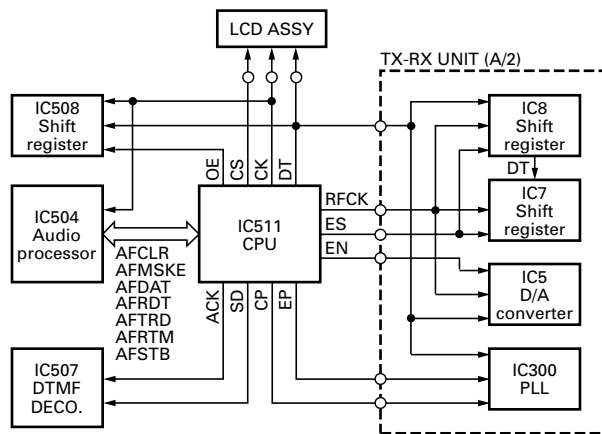 LCD ASSY
TX-RX UNIT (A/2)
IC508
Shift
register
OE
CS
CK
DT
IC8
Shift
register
DT
IC7
Shift
register
IC504
Audio
processor
IC511
CPU
RFCK
ES
EN
AFCLR
AFMSKE
AFDAT
AFRDT
AFTRD
AFRTM
AFSTB
ACK
SD
CP
EP
IC5
D/A
converter
IC507
DTMF
DECO.
IC300
PLL